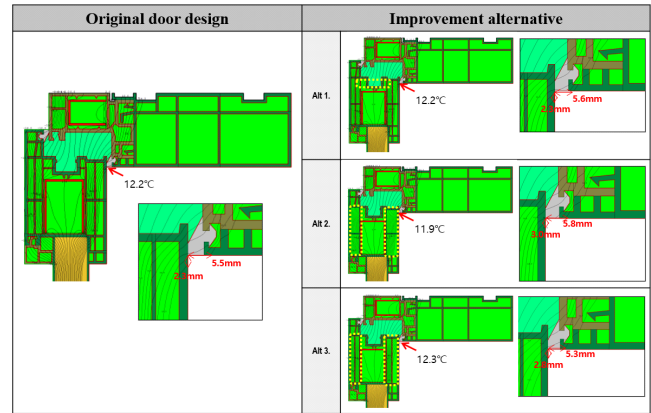 Original door design
Improvement alternative
12.2℃
5.5mm
Alt 1.
12.2℃
5.6mm
Alt 2.
11.9℃
5.8mm
Alt 3.
12.3℃
5.3mm